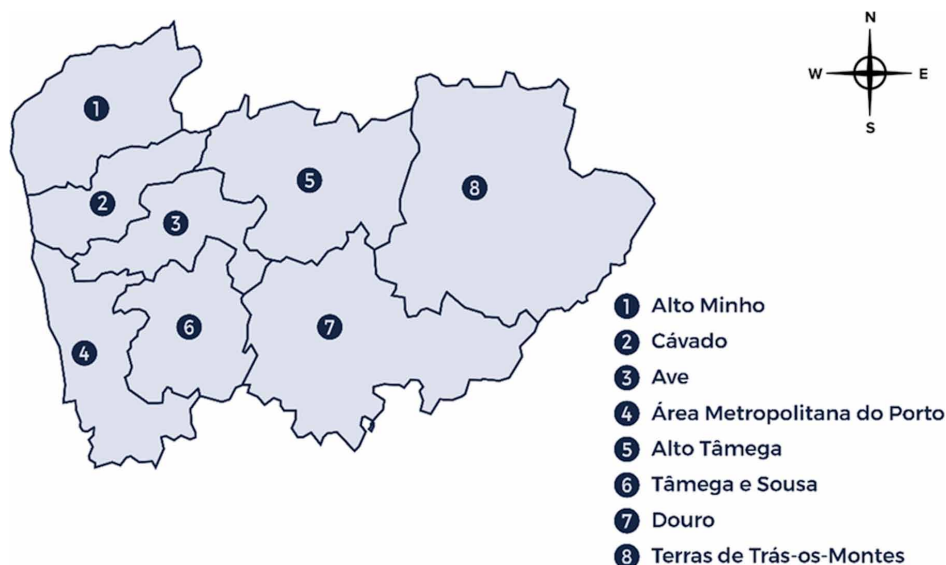 N
W E
S
1
5
8
2
3
7
6
4
1 Alto Minho
2 Cávado
3 Ave
4 Área Metropolitana do Porto
5 Alto Tâmega
6 Tâmega e Sousa
7 Douro
8 Terras de Trás-os-Montes